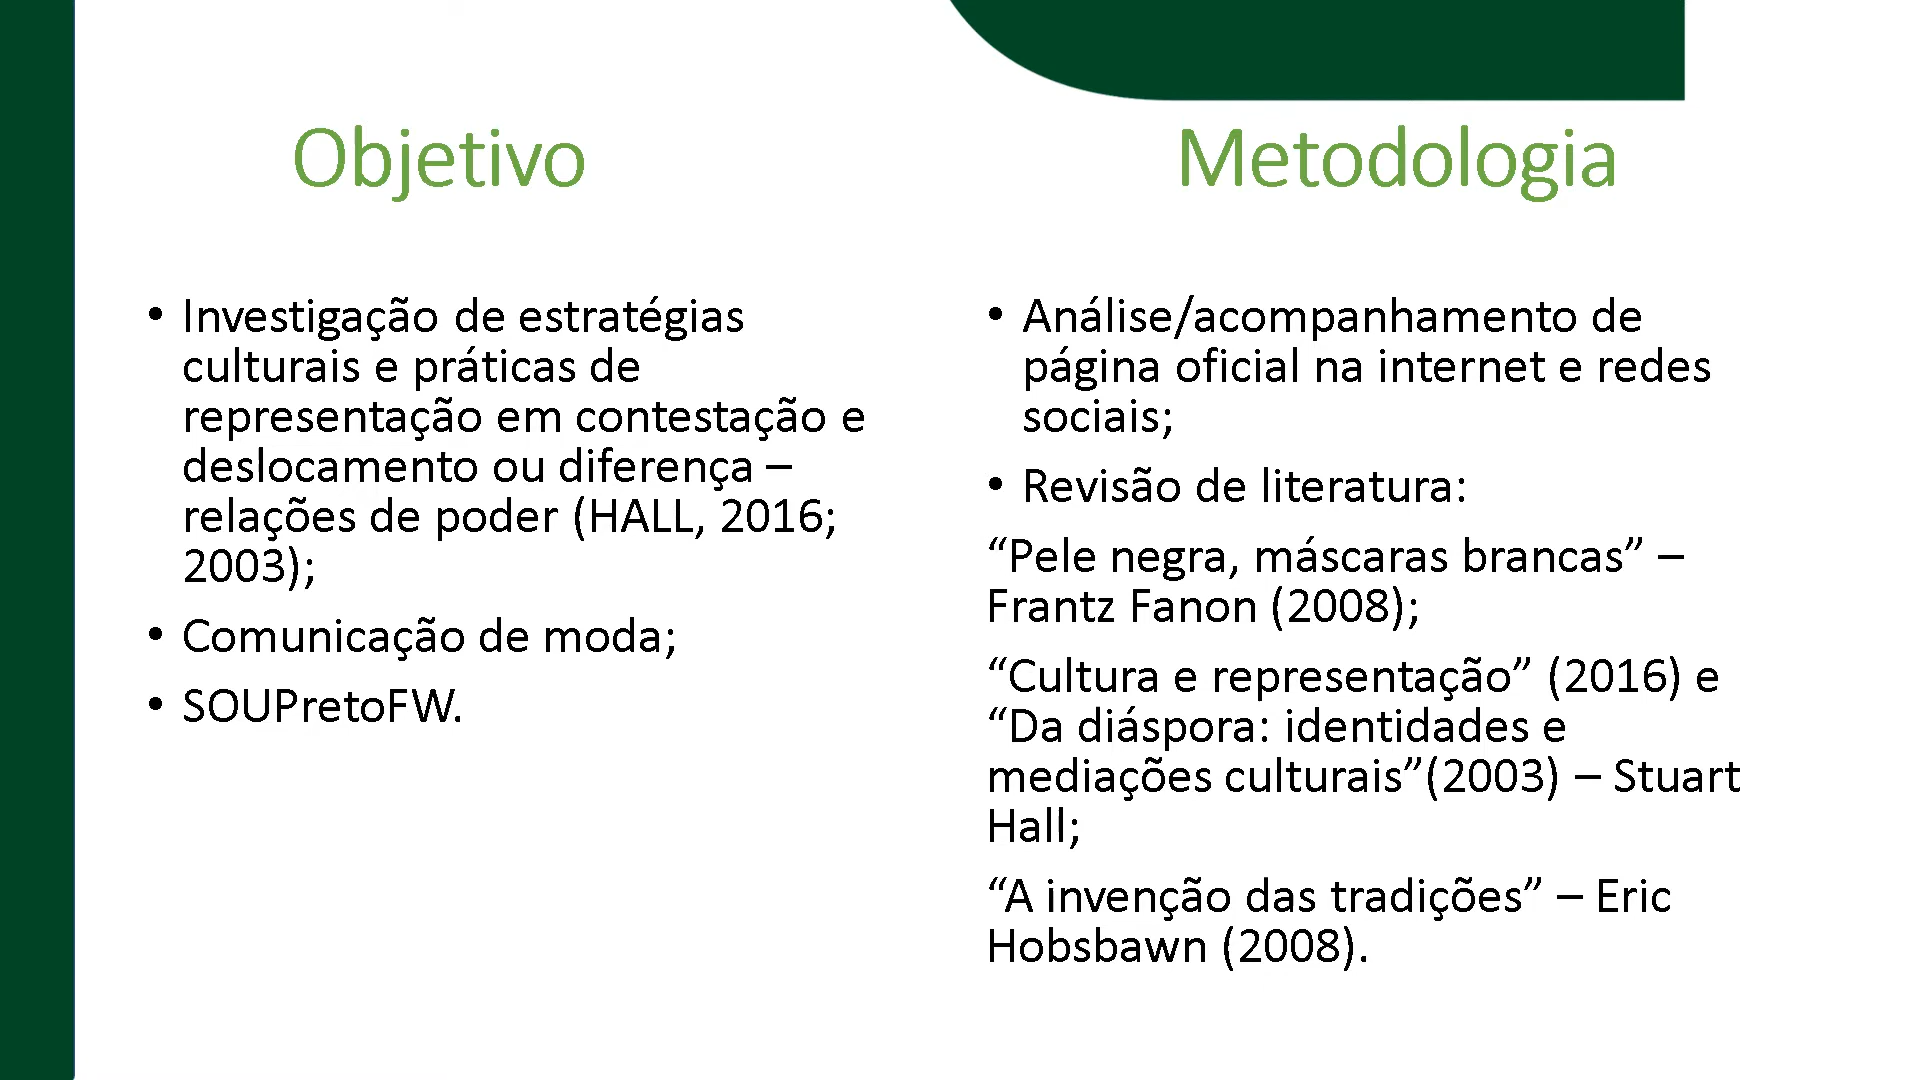 Objetivo
• Investigação de estratégias
culturais e práticas de
representação em contestação e
deslocamento ou diferença –
relações de poder (HALL, 2016;
2003);
• Comunicação de moda;
• SOUPretoFW.
Metodologia
• Análise/acompanhamento de
página oficial na internet e redes
sociais;
• Revisão de literatura:
“Pele negra, máscaras brancas” –
Frantz Fanon (2008);
“Cultura e representação” (2016) e
“Da diáspora: identidades e
mediações culturais”(2003) – Stuart
Hall;
“A invenção das tradições” – Eric
Hobsbawn (2008).